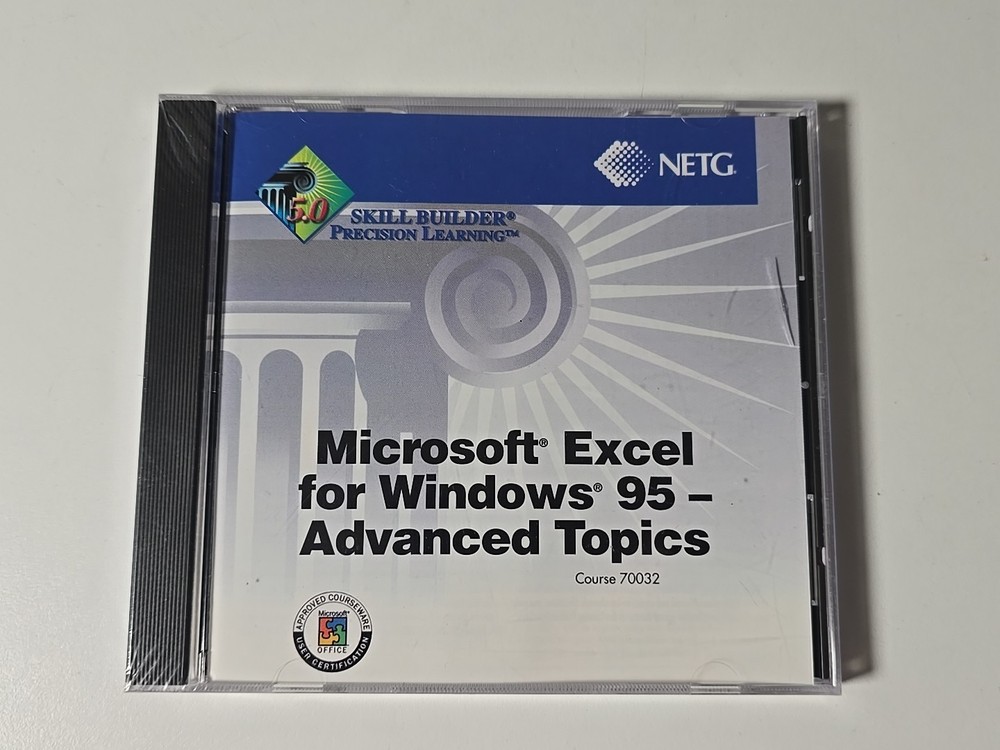 NETG
5.0
SKILL BUILDER®
PRECISION LEARNING™
Microsoft® Excel
for Windows® 95 –
Advanced Topics
Course 70032
APPROVED COURSEWARE
Microsoft®
OFFICE
USER CERTIFICATION